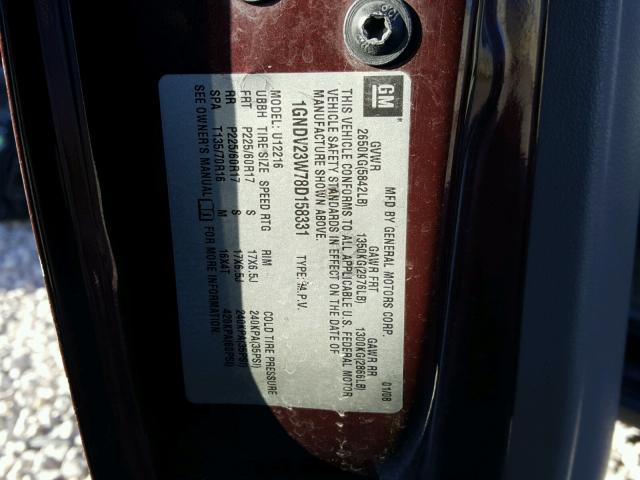 GM
MFD BY GENERAL MOTORS CORP. 01/08
GVWR GAWR FRT GAWR RR
2650KG(5842LB) 1350KG(2976LB) 1300KG(2866LB)
THIS VEHICLE CONFORMS TO ALL APPLICABLE U.S. FEDERAL MOTOR
VEHICLE SAFETY STANDARDS IN EFFECT ON THE DATE OF
MANUFACTURE SHOWN ABOVE.
1GNDV23W78D158331 TYPE: M.P.V.
MODEL: U12216
UBBH TIRE/SIZE SPEED RTG RIM COLD TIRE PRESSURE
FRT P225/60R17 S 17X6.5J 240KPA(35PSI)
RR P225/60R17 S 17X6.5J 240KPA(35PSI)
SPA T135/70R16 M 16X4T 420KPA(60PSI)
SEE OWNER'S MANUAL FOR MORE INFORMATION.